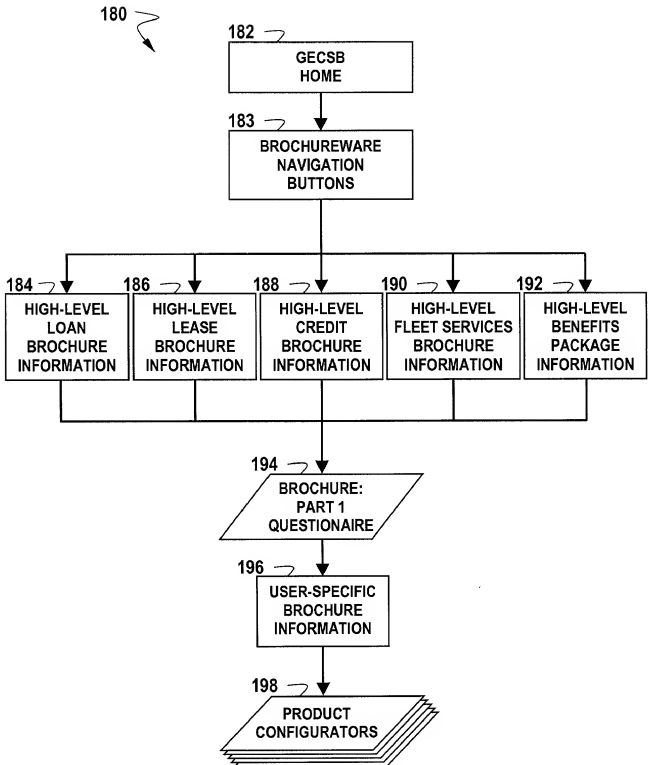 180
182
GECSB
HOME
183
BROCHUREWARE
NAVIGATION
BUTTONS
184
HIGH-LEVEL
LOAN
BROCHURE
INFORMATION
186
HIGH-LEVEL
LEASE
BROCHURE
INFORMATION
188
HIGH-LEVEL
CREDIT
BROCHURE
INFORMATION
190
HIGH-LEVEL
FLEET SERVICES
BROCHURE
INFORMATION
192
HIGH-LEVEL
BENEFITS
PACKAGE
INFORMATION
194
BROCHURE:
PART 1
QUESTIONAIRE
196
USER-SPECIFIC
BROCHURE
INFORMATION
198
PRODUCT
CONFIGURATORS